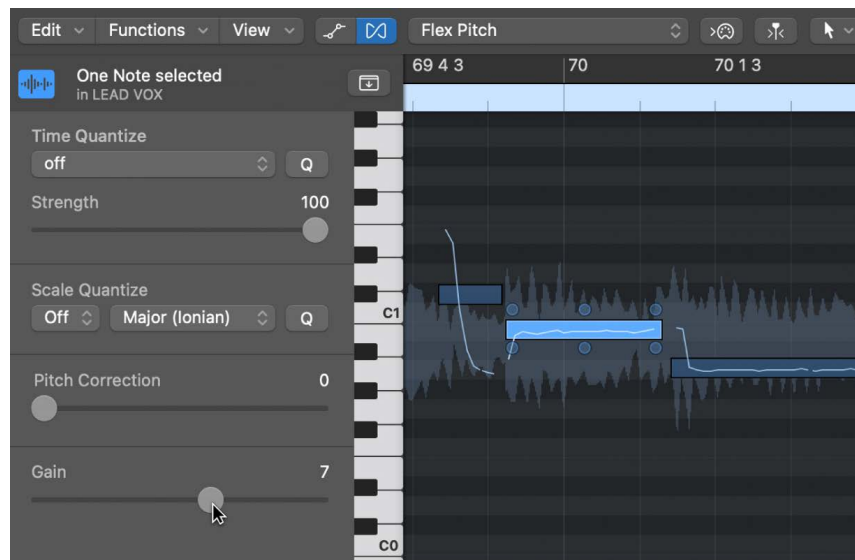 Edit Functions View Flex Pitch
One Note selected
in LEAD VOX
69 4 3 70 70 1 3
Time Quantize
off Q
Strength 100
Scale Quantize
Off Major (Ionian) Q
C1
Pitch Correction 0
Gain 7
C0